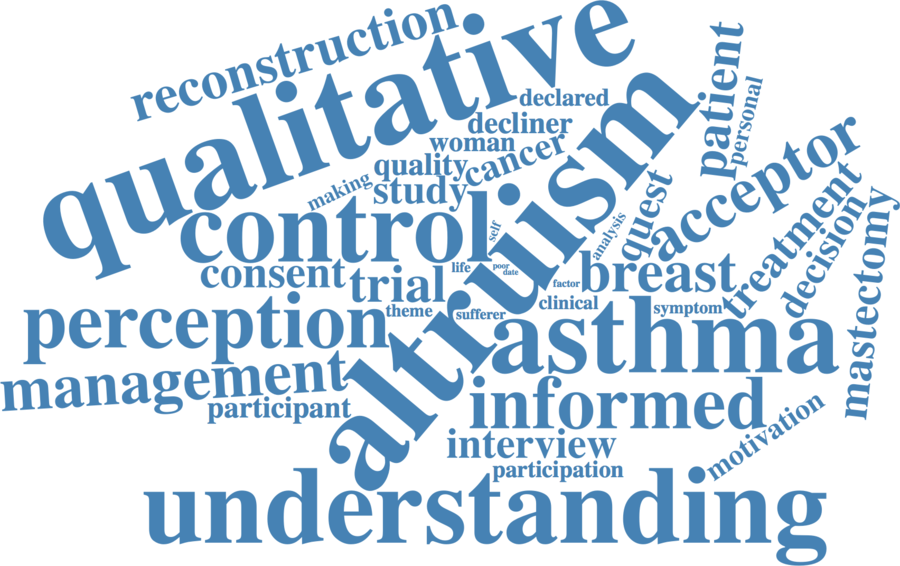 reconstruction
qualitative
patient
personal
declared
decliner
woman
cancer
quality
making
study
altruism
acceptor
quest
analysis
treatment
decision
mastectomy
control
self
consent
trial
life
poor
date
factor
breast
clinical
symptom
theme
sufferer
perception
asthma
management
participant
informed
interview
motivation
participation
understanding